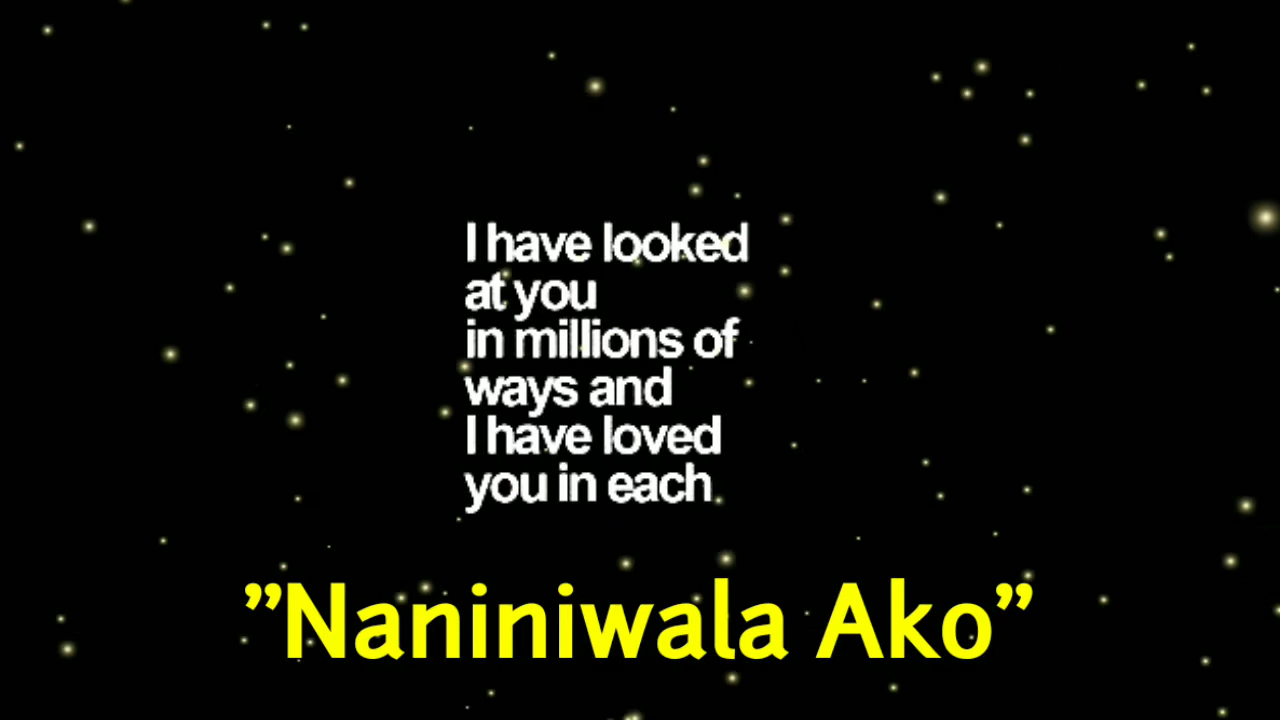 I have looked
at you
in millions of
ways and
I have loved
you in each
”Naniniwala Ako”